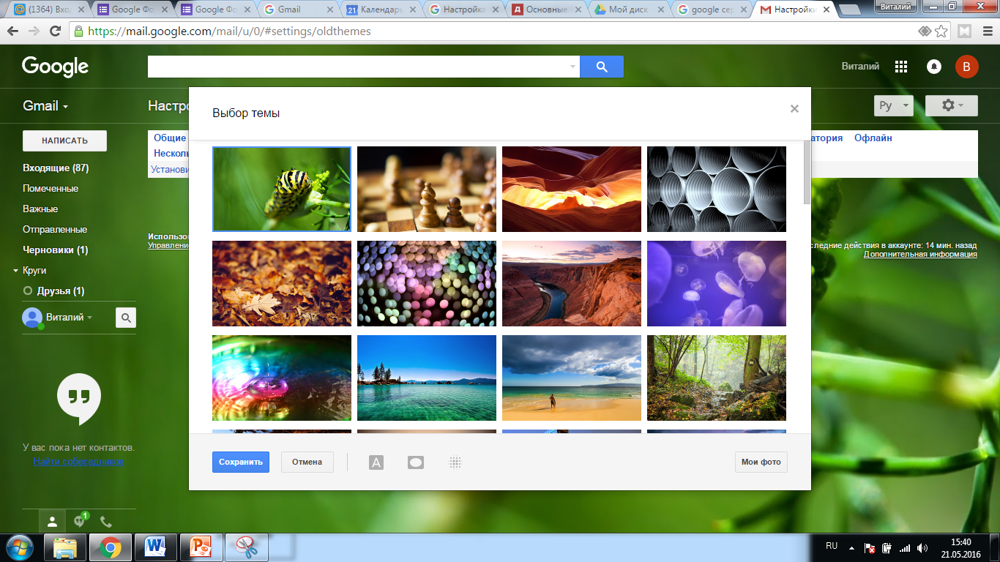 (1364) Вхо
Google Фо
Google Фо
Gmail
Календарь
Настройка
Основные
Мой диск
google сер
Настройки
Виталий
https://mail.google.com/mail/u/0/#settings/oldthemes
Google
Виталий
В
Gmail
Настро
Ру
Выбор темы
НАПИСАТЬ
Общие
атория Офлайн
Несколь
Установи
Входящие (87)
Помеченные
Важные
Отправленные
Черновики (1)
Круги
Друзья (1)
Виталий
Использо
Управлени
следние действия в аккаунте: 14 мин. назад
Дополнительная информация
У вас пока нет контактов.
Найти собеседников
Сохранить
Отмена
A
Мои фото
1
RU
15:40
21.05.2016